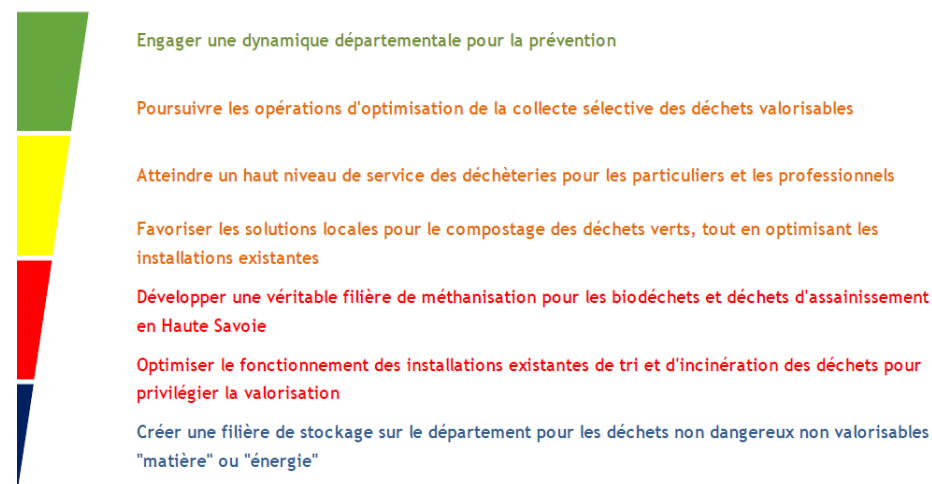 Engager une dynamique départementale pour la prévention
Poursuivre les opérations d'optimisation de la collecte sélective des déchets valorisables
Atteindre un haut niveau de service des déchèteries pour les particuliers et les professionnels
Favoriser les solutions locales pour le compostage des déchets verts, tout en optimisant les
installations existantes
Développer une véritable filière de méthanisation pour les biodéchets et déchets d'assainissement
en Haute Savoie
Optimiser le fonctionnement des installations existantes de tri et d'incinération des déchets pour
privilégier la valorisation
Créer une filière de stockage sur le département pour les déchets non dangereux non valorisables
"matière" ou "énergie"